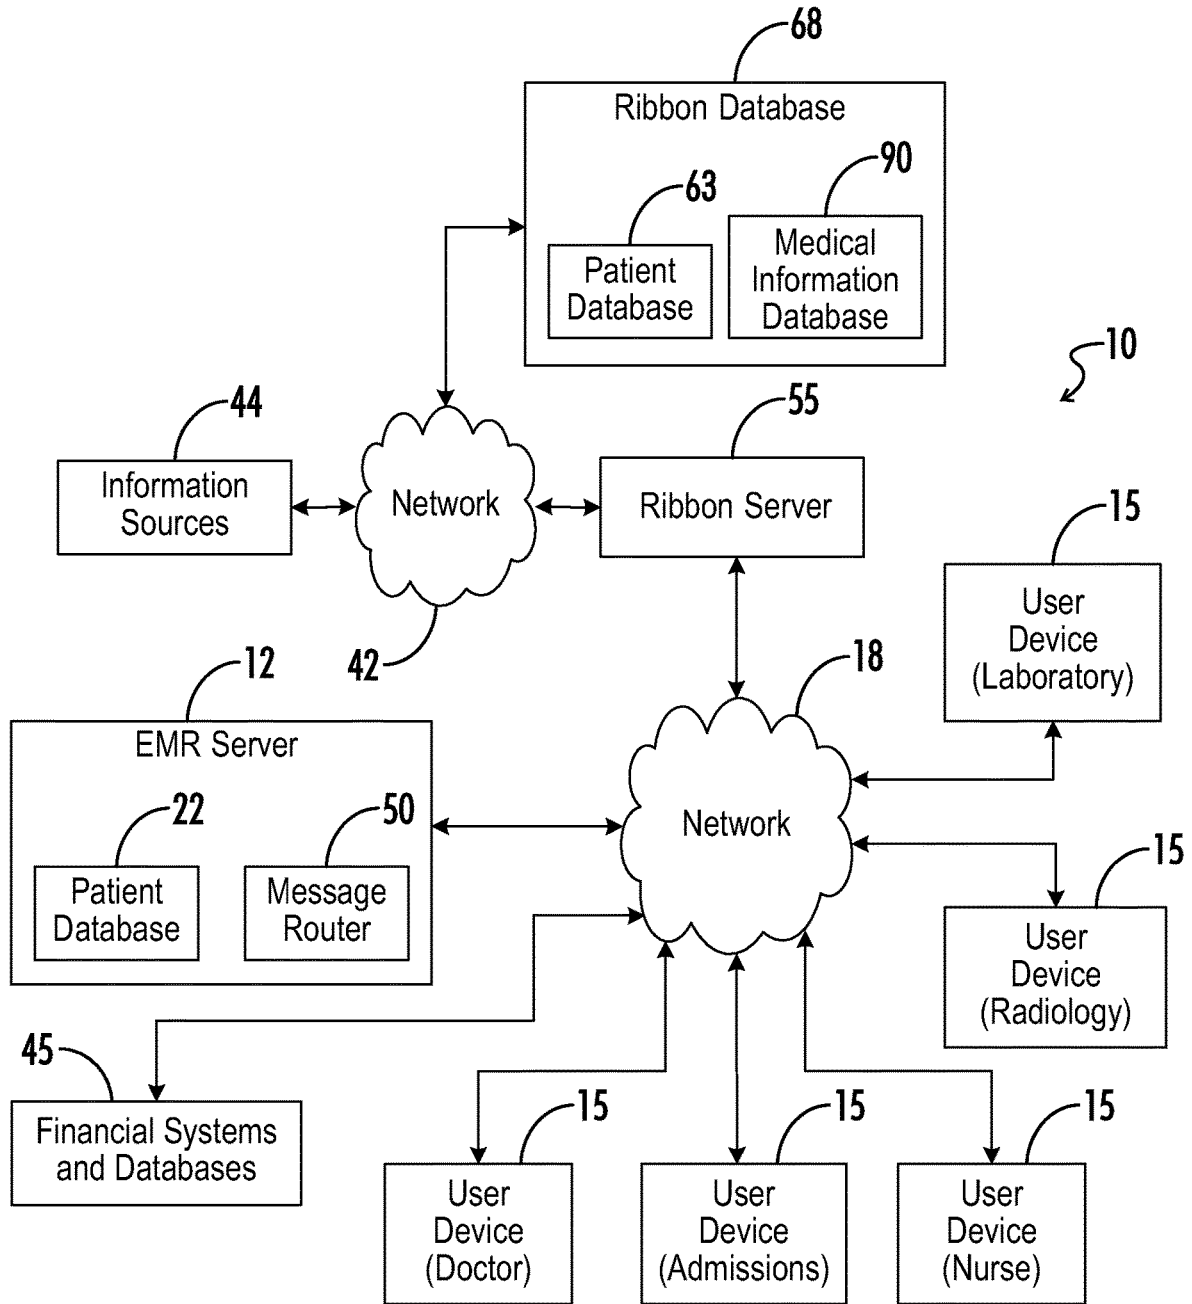 68
Ribbon Database
63
90
Patient
Database
Medical
Information
Database
10
44
Information
Sources
Network
42
55
Ribbon Server
15
User
Device
(Laboratory)
12
EMR Server
22
Patient
Database
50
Message
Router
18
Network
15
User
Device
(Radiology)
45
Financial Systems
and Databases
15
User
Device
(Doctor)
15
User
Device
(Admissions)
15
User
Device
(Nurse)